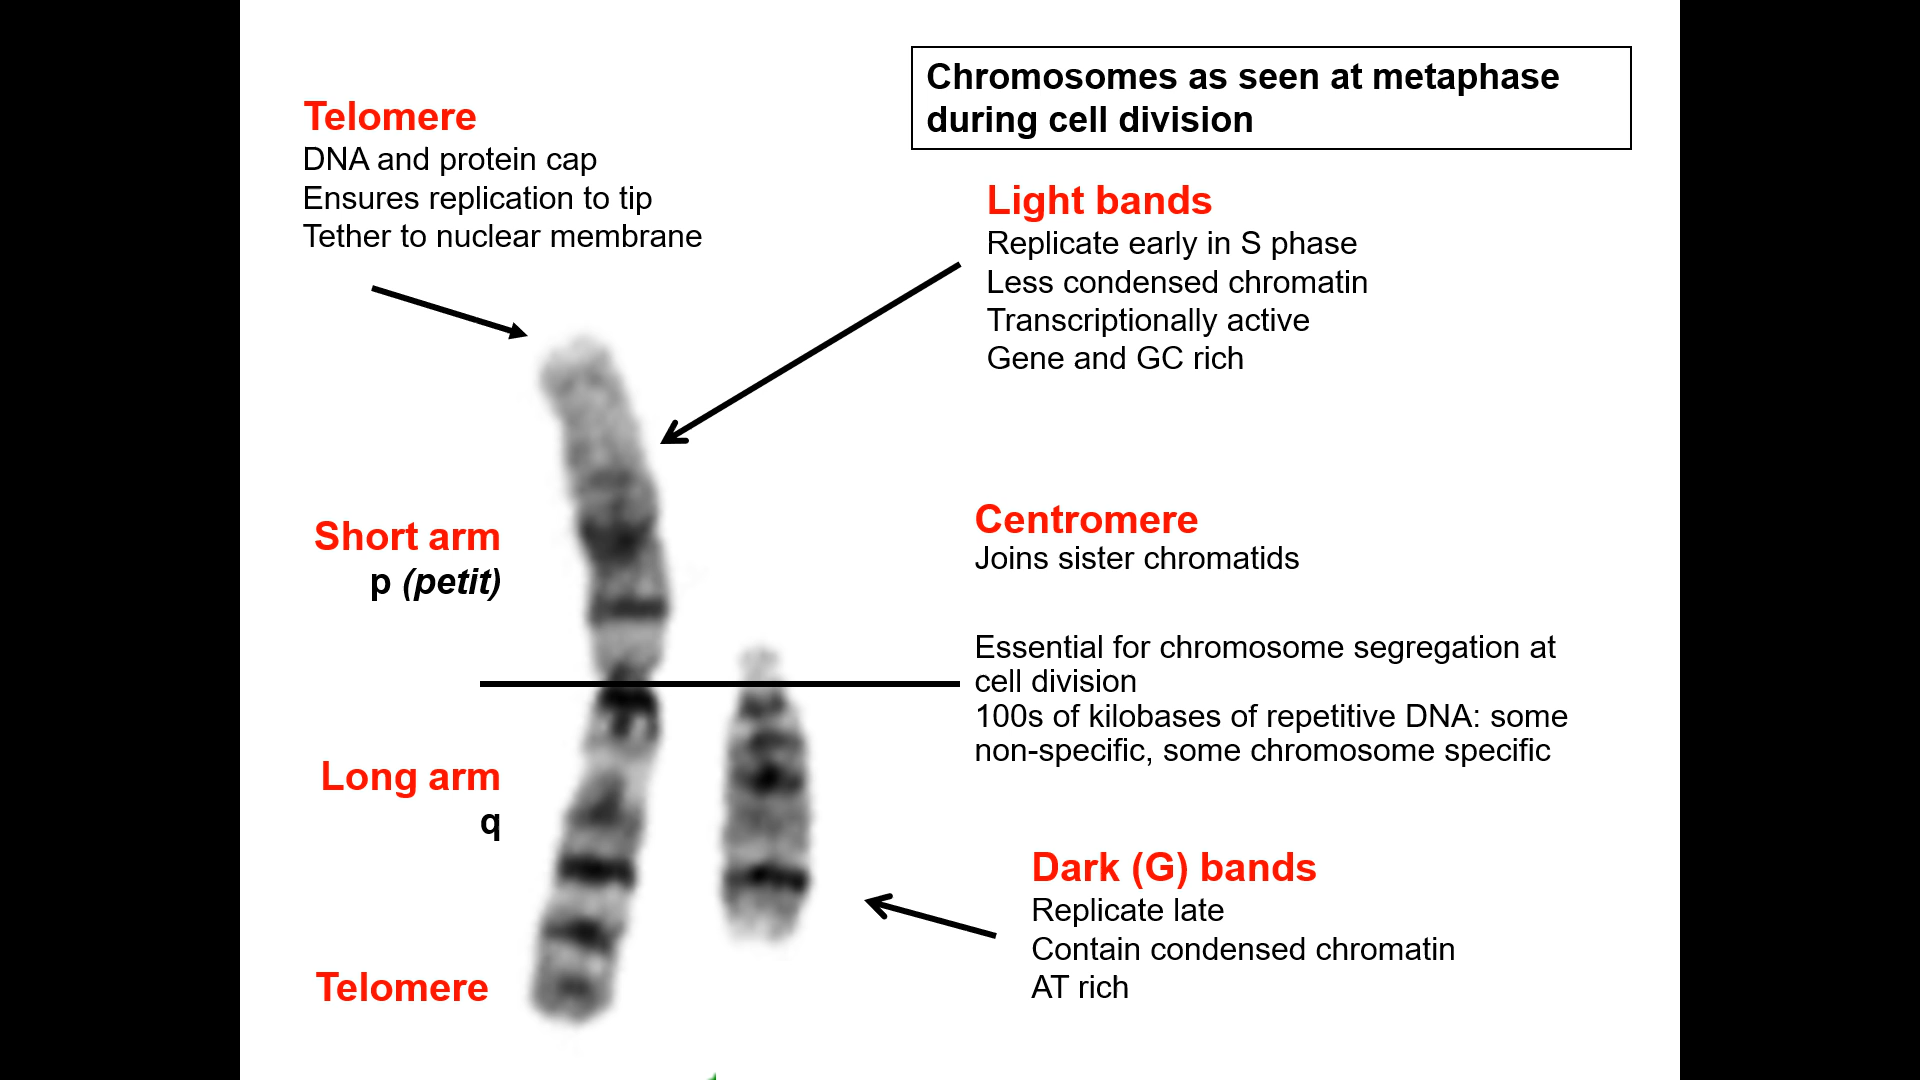 Chromosomes as seen at metaphase
during cell division
Telomere
DNA and protein cap
Ensures replication to tip
Tether to nuclear membrane
Light bands
Replicate early in S phase
Less condensed chromatin
Transcriptionally active
Gene and GC rich
Short arm
p (petit)
Centromere
Joins sister chromatids
Essential for chromosome segregation at
cell division
100s of kilobases of repetitive DNA: some
non-specific, some chromosome specific
Long arm
q
Dark (G) bands
Replicate late
Contain condensed chromatin
AT rich
Telomere